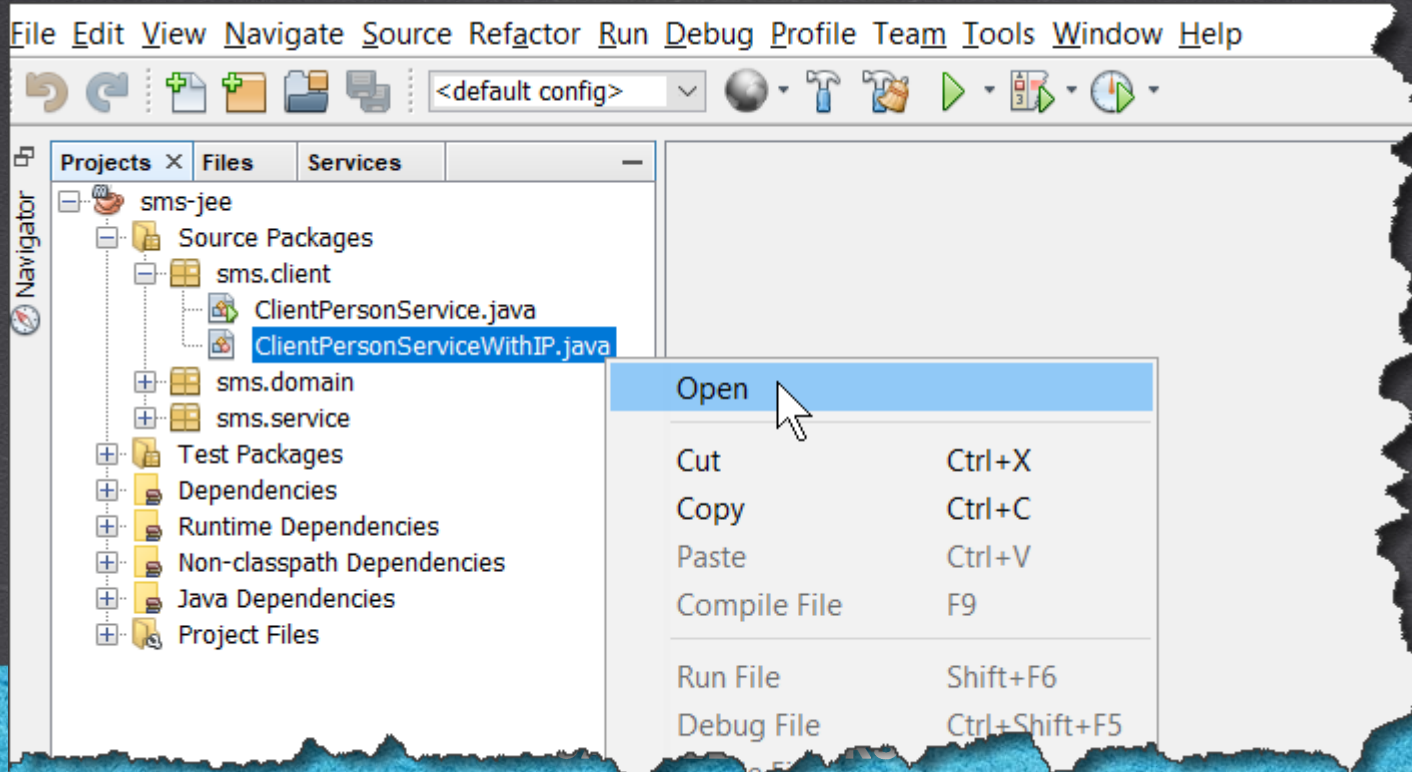 File Edit View Navigate Source Refactor Run Debug Profile Team Tools Window Help
<default config>
Projects Files Services
Navigator
sms-jee
Source Packages
sms.client
ClientPersonService.java
ClientPersonServiceWithIP.java
sms.domain
sms.service
Test Packages
Dependencies
Runtime Dependencies
Non-classpath Dependencies
Java Dependencies
Project Files
Open
Cut Ctrl+X
Copy Ctrl+C
Paste Ctrl+V
Compile File F9
Run File Shift+F6
Debug File Ctrl+Shift+F5